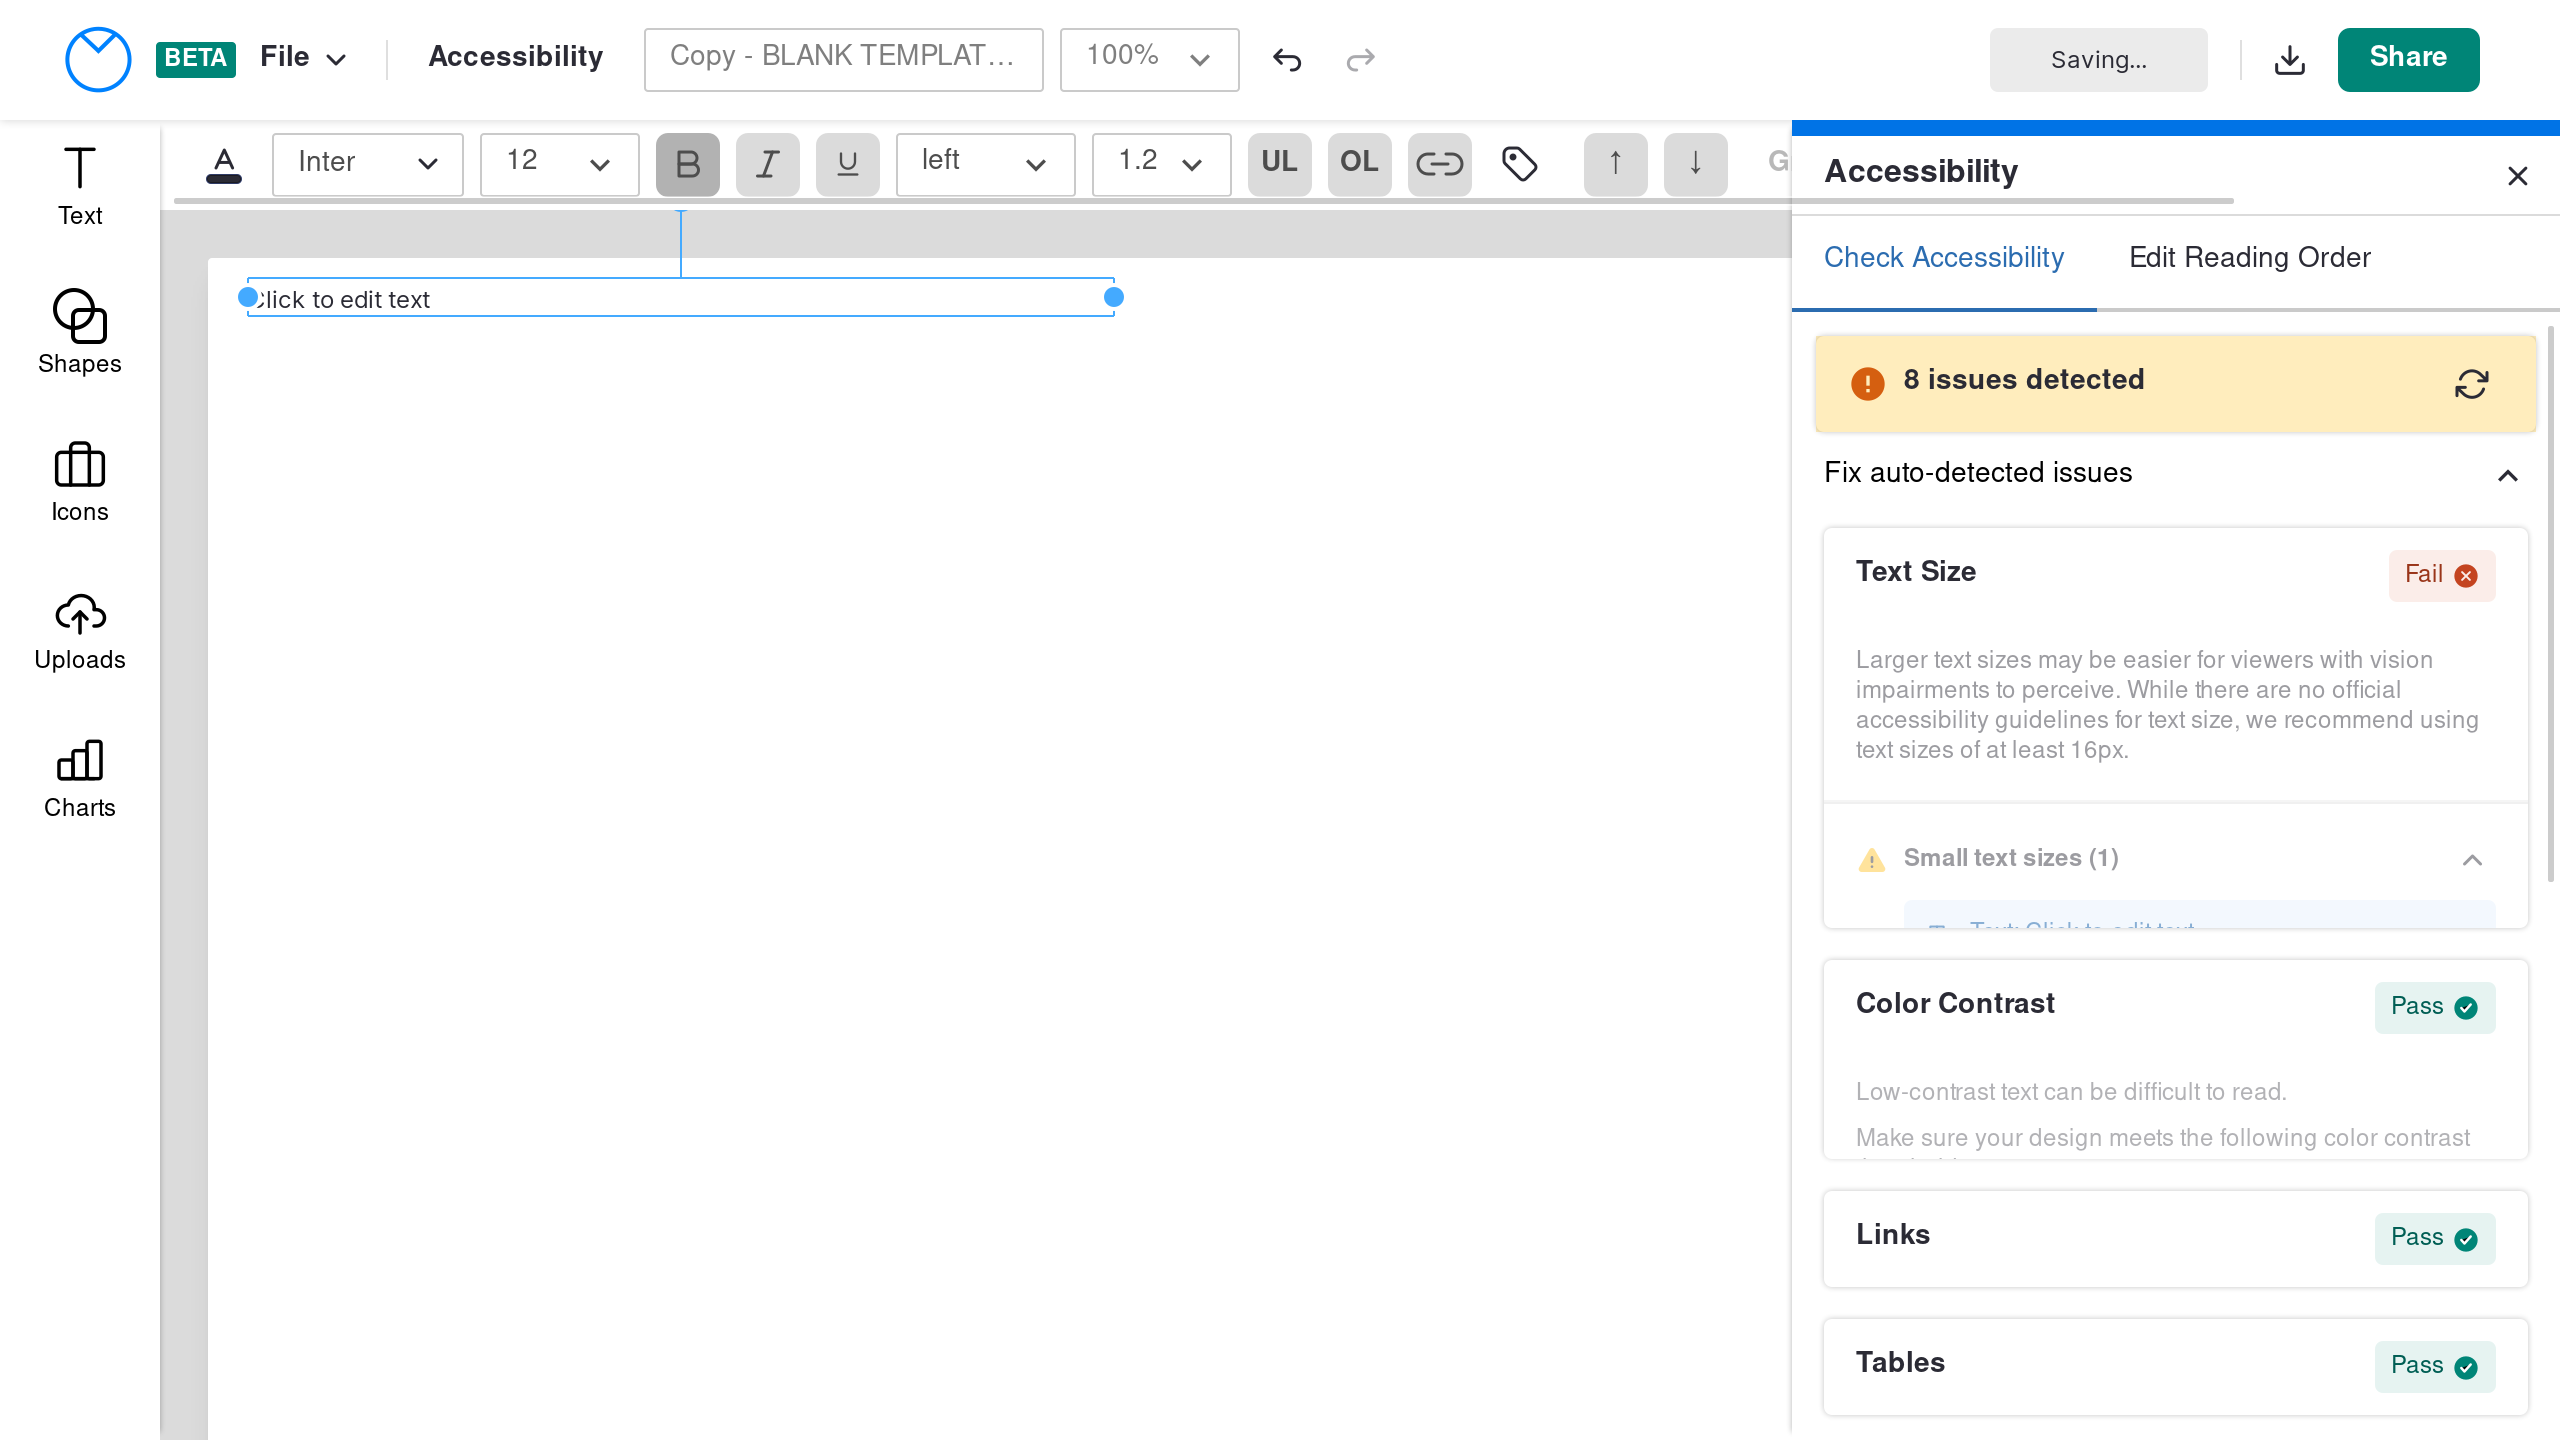 BETA
File
Accessibility
Copy - BLANK TEMPLAT...
100%
Saving...
Share
Text
Shapes
Icons
Uploads
Charts
Inter
12
B
I
U
left
1.2
UL
OL
↑
↓
G
Click to edit text
Accessibility
Check Accessibility
Edit Reading Order
8 issues detected
Fix auto-detected issues
Text Size
Fail
Larger text sizes may be easier for viewers with vision
impairments to perceive. While there are no official
accessibility guidelines for text size, we recommend using
text sizes of at least 16px.
Small text sizes (1)
Text: Click to edit text
Color Contrast
Pass
Low-contrast text can be difficult to read.
Make sure your design meets the following color contrast
Links
Pass
Tables
Pass